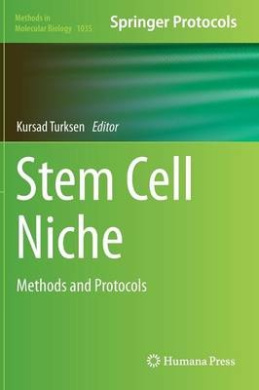 Methods in
Molecular Biology 1035
Springer Protocols
Kursad Turksen Editor
Stem Cell
Niche
Methods and Protocols
Humana Press